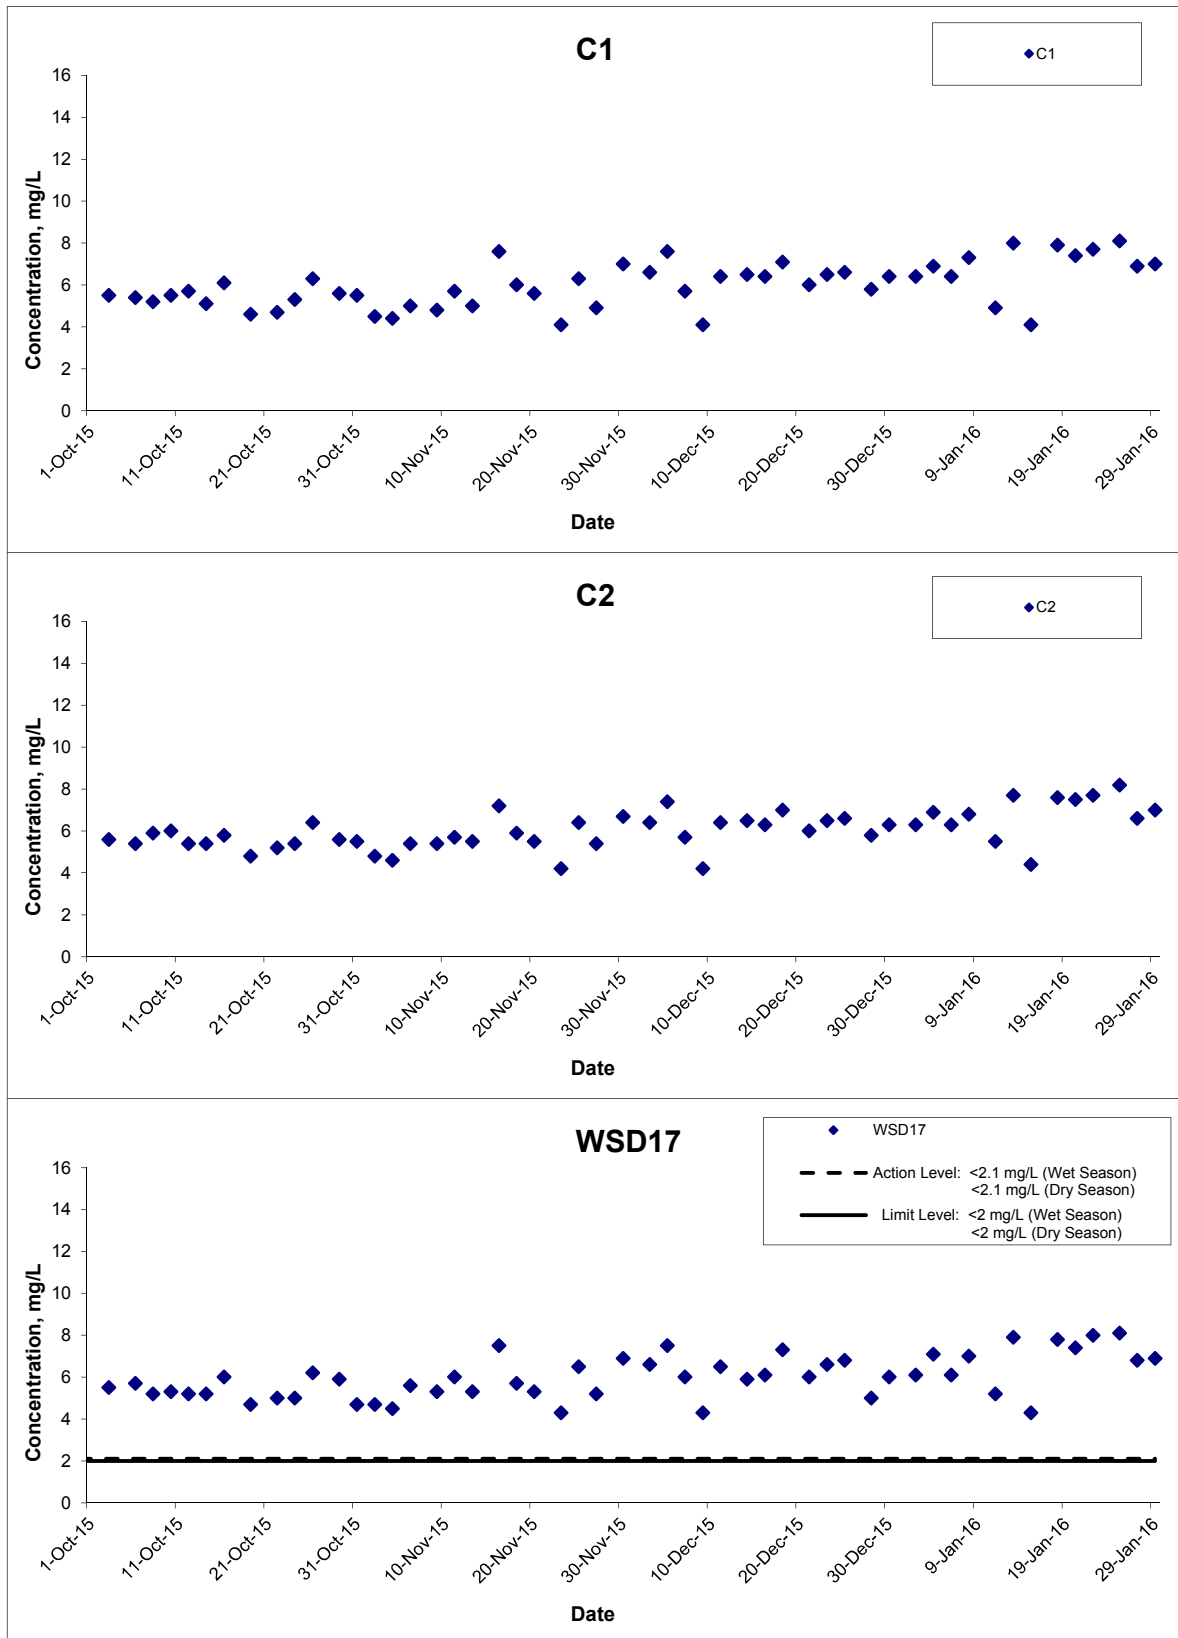 C1
C1
16
14
12
10
8
6
4
2
0
Concentration, mg/L
1-Oct-15
11-Oct-15
21-Oct-15
31-Oct-15
10-Nov-15
20-Nov-15
30-Nov-15
10-Dec-15
20-Dec-15
30-Dec-15
9-Jan-16
19-Jan-16
29-Jan-16
Date
C2
C2
16
14
12
10
8
6
4
2
0
Concentration, mg/L
1-Oct-15
11-Oct-15
21-Oct-15
31-Oct-15
10-Nov-15
20-Nov-15
30-Nov-15
10-Dec-15
20-Dec-15
30-Dec-15
9-Jan-16
19-Jan-16
29-Jan-16
Date
WSD17
WSD17
Action Level: <2.1 mg/L (Wet Season)
<2.1 mg/L (Dry Season)
Limit Level: <2 mg/L (Wet Season)
<2 mg/L (Dry Season)
16
14
12
10
8
6
4
2
0
Concentration, mg/L
1-Oct-15
11-Oct-15
21-Oct-15
31-Oct-15
10-Nov-15
20-Nov-15
30-Nov-15
10-Dec-15
20-Dec-15
30-Dec-15
9-Jan-16
19-Jan-16
29-Jan-16
Date